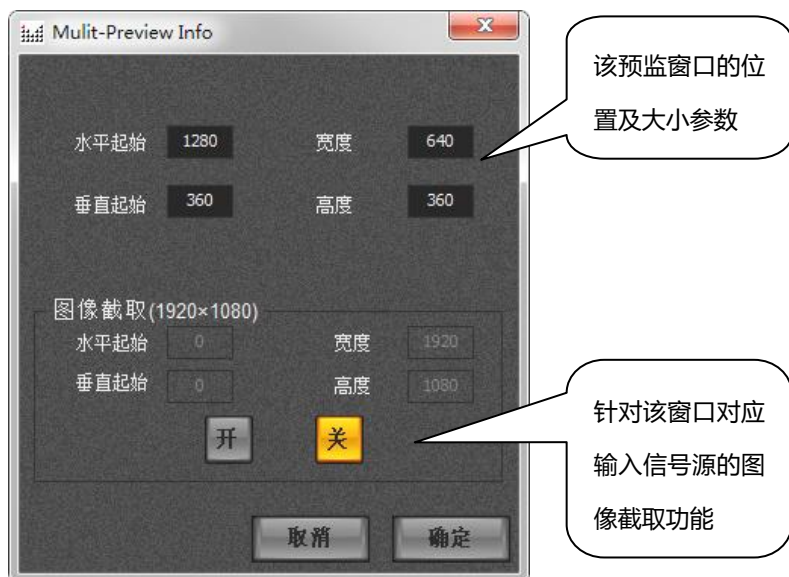 Mulit-Preview Info
该预监窗口的位
置及大小参数
水平起始 1280 宽度 640
垂直起始 360 高度 360
图像截取(1920×1080)
水平起始 0 宽度 1920
垂直起始 0 高度 1080
开 关
针对该窗口对应
输入信号源的图
像截取功能
取消 确定